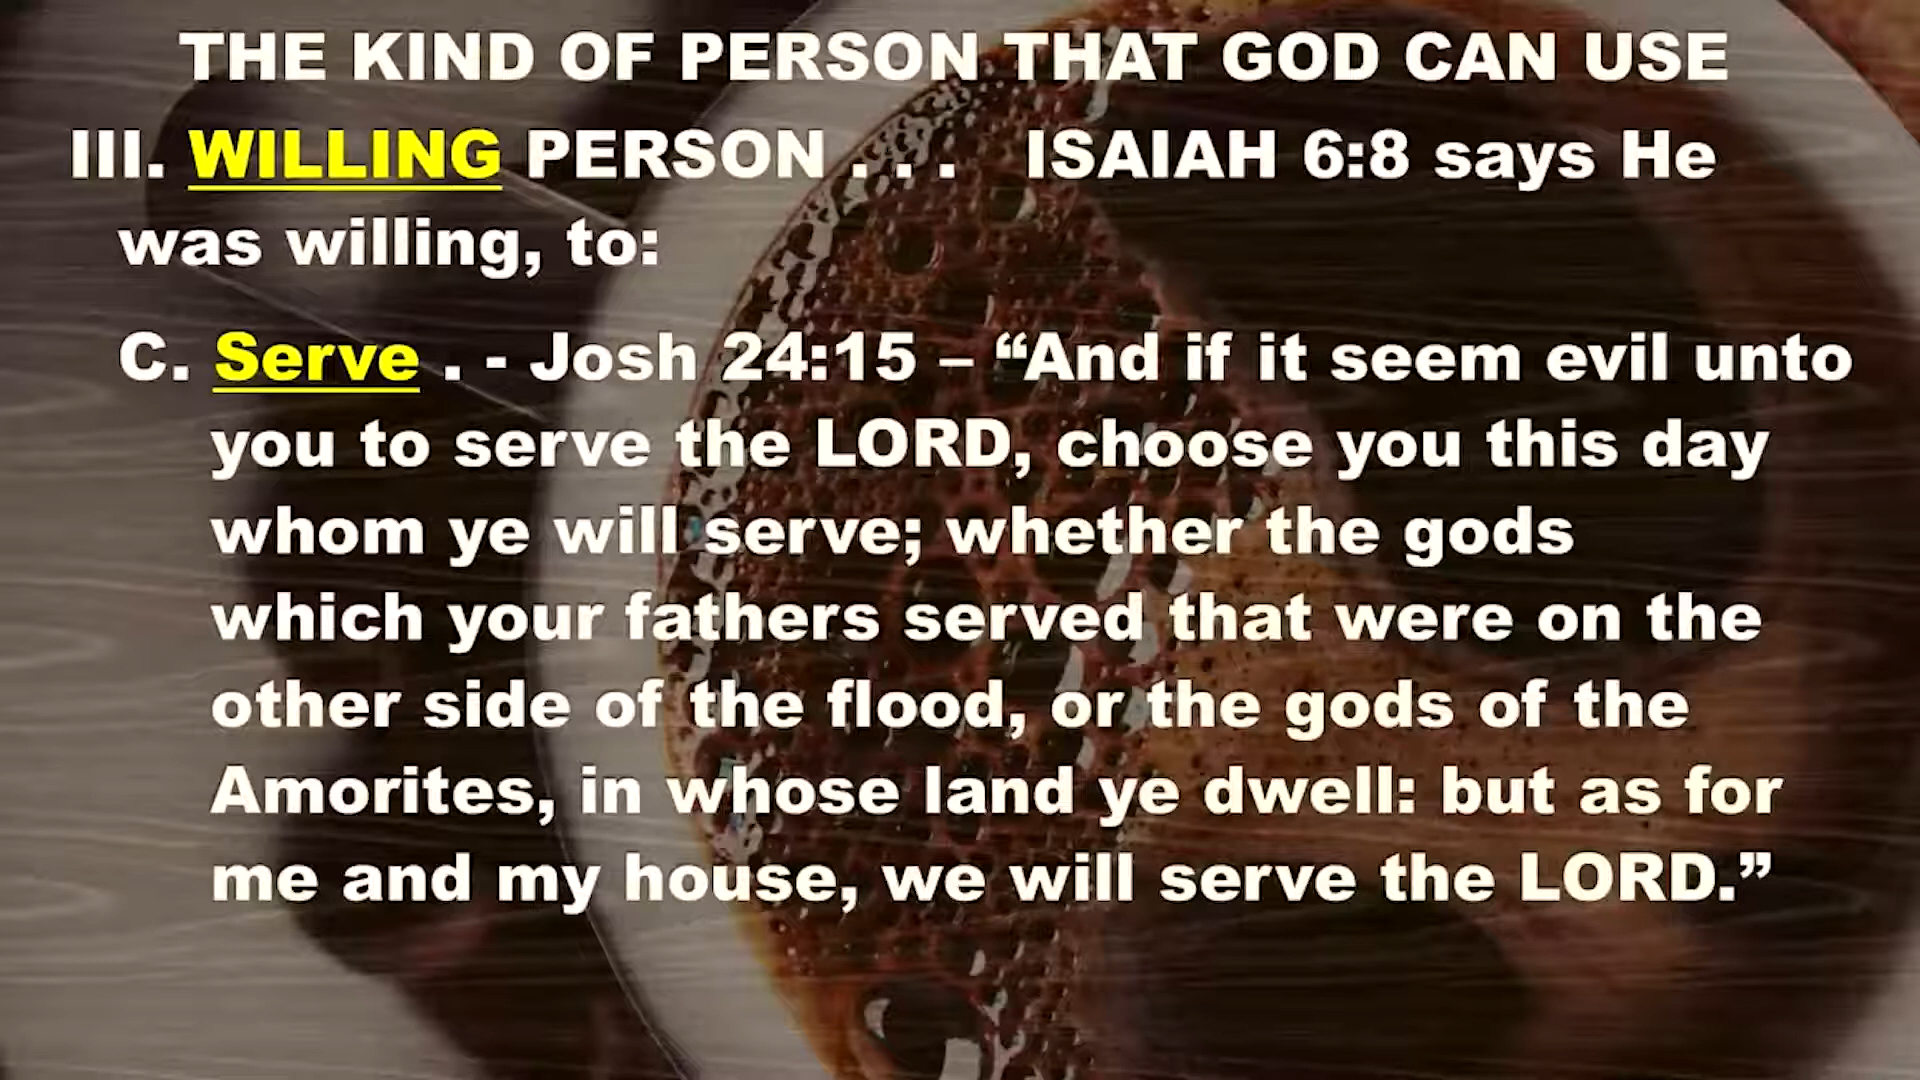 THE KIND OF PERSON THAT GOD CAN USE
III. WILLING PERSON . . . ISAIAH 6:8 says He
was willing, to:
C. Serve . - Josh 24:15 – “And if it seem evil unto
you to serve the LORD, choose you this day
whom ye will serve; whether the gods
which your fathers served that were on the
other side of the flood, or the gods of the
Amorites, in whose land ye dwell: but as for
me and my house, we will serve the LORD.”